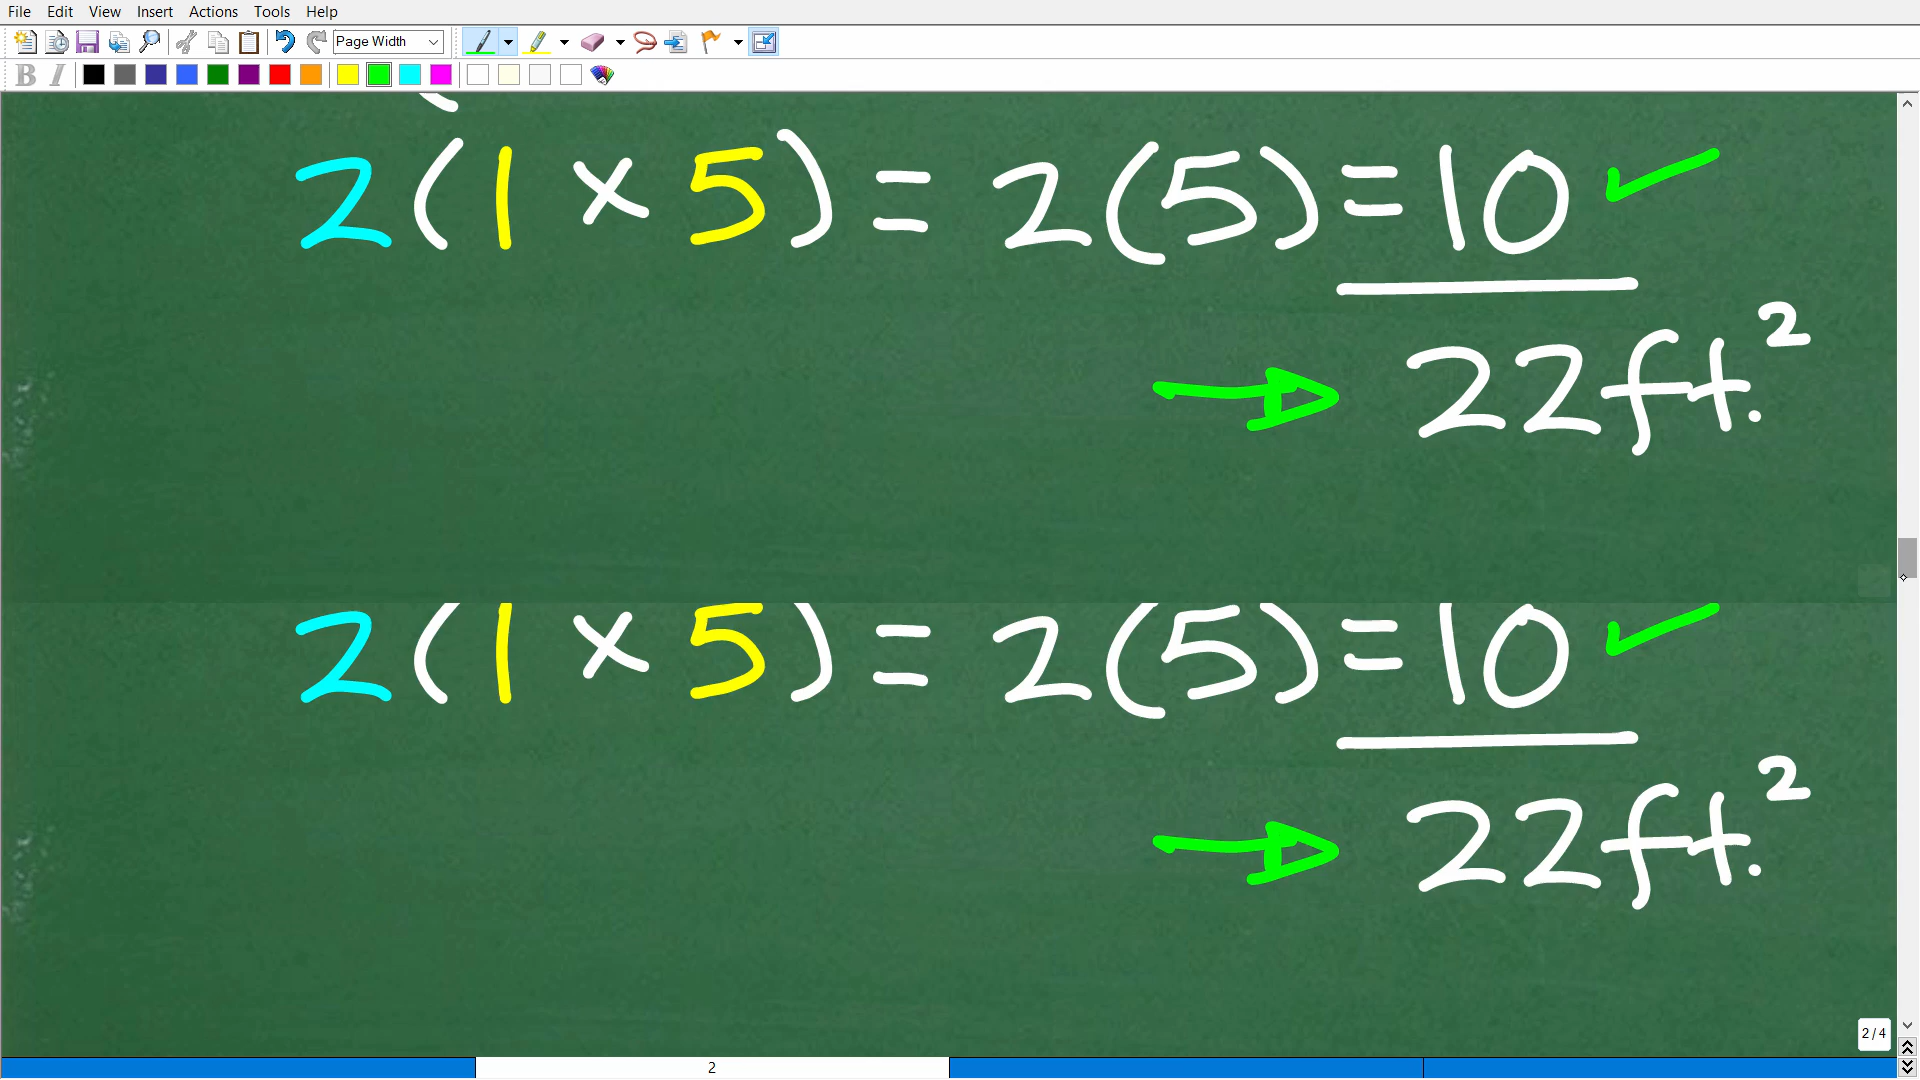 File Edit View Insert Actions Tools Help
Page Width
B I
2(1 × 5) = 2(5) = 10 ✓
→ 22ft.²
2(1 × 5) = 2(5) = 10 ✓
→ 22ft.²
2 / 4
2